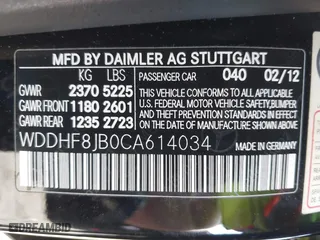 MFD BY DAIMLER AG STUTTGART
KG LBS
PASSENGER CAR 040 02/12
GWR 2370 5225
GAWR FRONT 1180 2601
GAWR REAR 1235 2723
THIS VEHICLE CONFORMS TO ALL APPLICABLE
U.S. FEDERAL MOTOR VEHICLE SAFETY, BUMPER,
AND THEFT PREVENTION STANDARDS IN EFFECT
ON THE DATE OF MANUFACTURE SHOWN ABOVE.
WDDHF8JB0CA614034
MADE IN GERMANY
DREAMBID